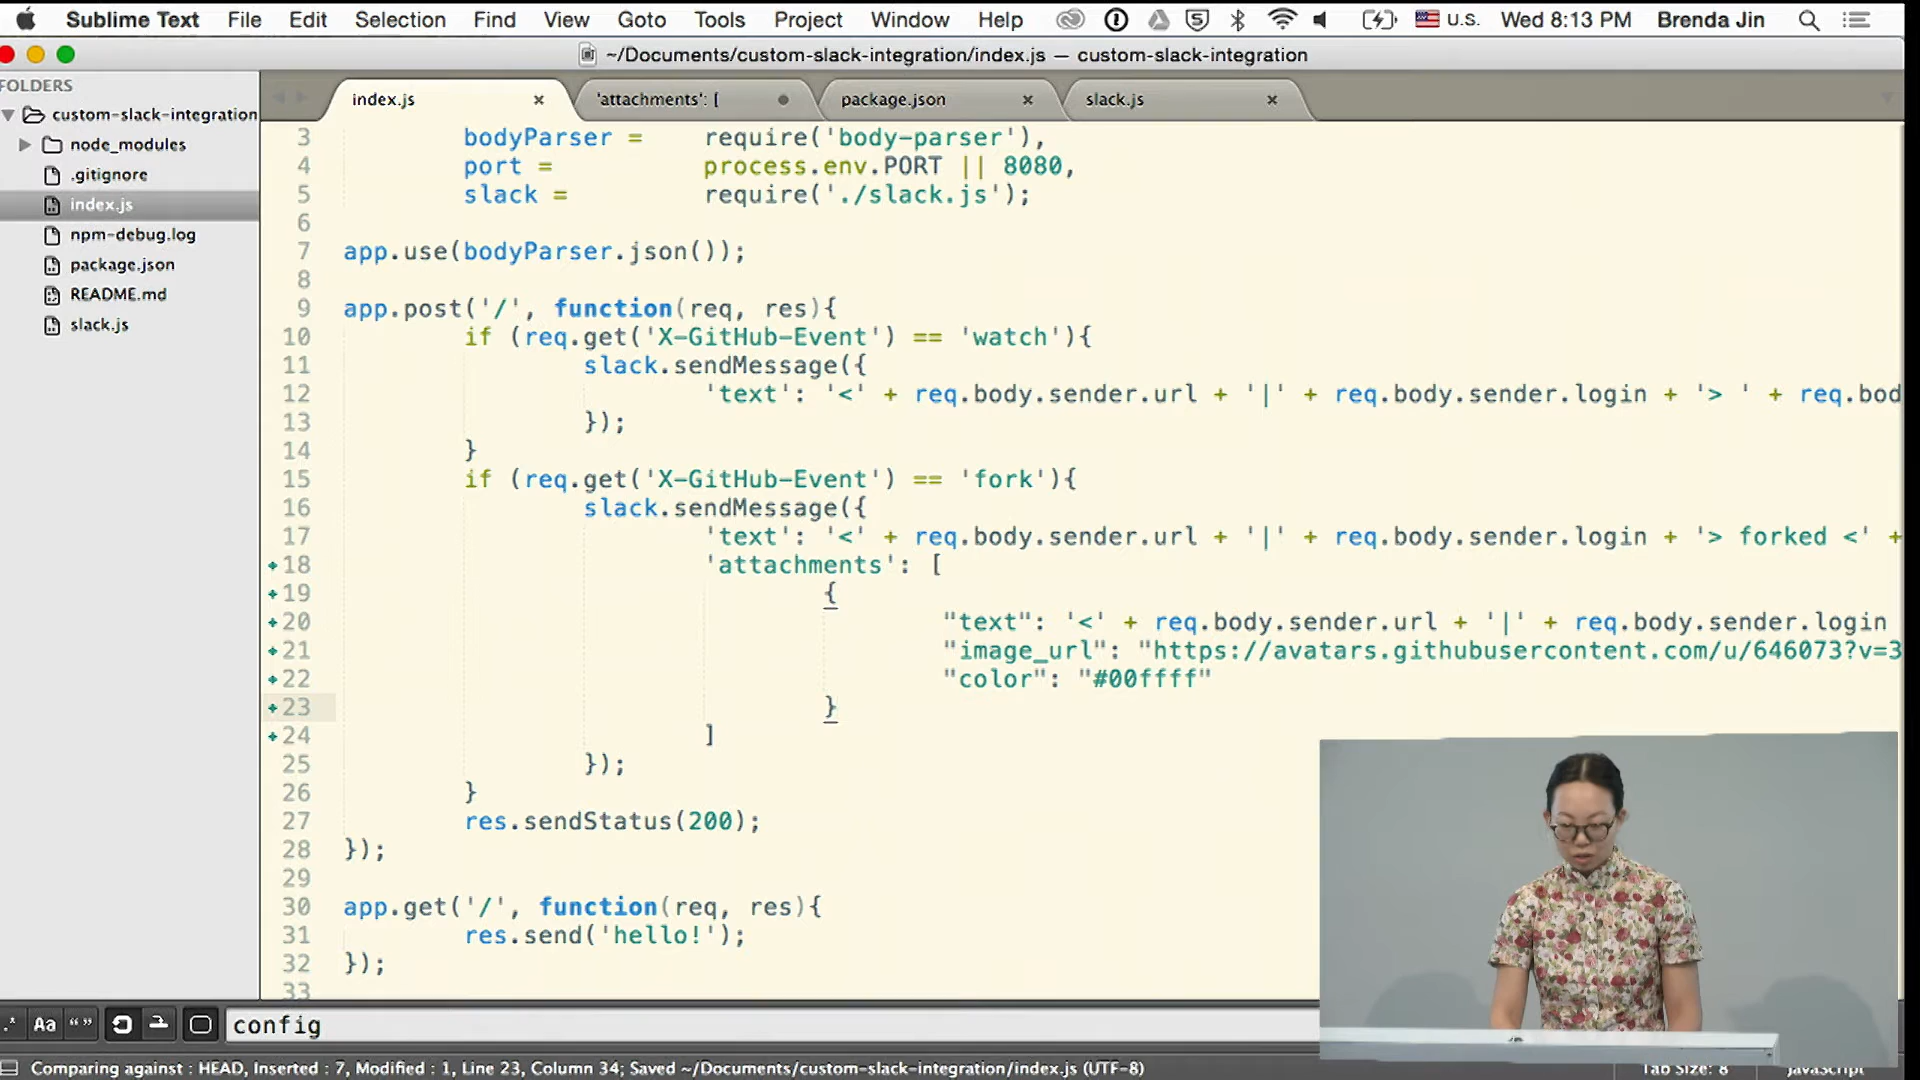 Sublime Text File Edit Selection Find View Goto Tools Project Window Help U.S. Wed 8:13 PM Brenda Jin
~/Documents/custom-slack-integration/index.js — custom-slack-integration
FOLDERS
custom-slack-integration
node_modules
.gitignore
index.js
npm-debug.log
package.json
README.md
slack.js
index.js × 'attachments': [ package.json × slack.js ×
3 bodyParser = require('body-parser'),
4 port = process.env.PORT || 8080,
5 slack = require('./slack.js');
6
7 app.use(bodyParser.json());
8
9 app.post('/', function(req, res){
10 if (req.get('X-GitHub-Event') == 'watch'){
11 slack.sendMessage({
12 'text': '<' + req.body.sender.url + '|' + req.body.sender.login + '> ' + req.bod
13 });
14 }
15 if (req.get('X-GitHub-Event') == 'fork'){
16 slack.sendMessage({
17 'text': '<' + req.body.sender.url + '|' + req.body.sender.login + '> forked <' +
18 'attachments': [
19 {
20 "text": '<' + req.body.sender.url + '|' + req.body.sender.login
21 "image_url": "https://avatars.githubusercontent.com/u/646073?v=3
22 "color": "#00ffff"
23 }
24 ]
25 });
26 }
27 res.sendStatus(200);
28 });
29
30 app.get('/', function(req, res){
31 res.send('hello!');
32 });
33
.* Aa “ ” config
Comparing against : HEAD, Inserted : 7, Modified : 1, Line 23, Column 34; Saved ~/Documents/custom-slack-integration/index.js (UTF-8) Tab Size: 8 JavaScript